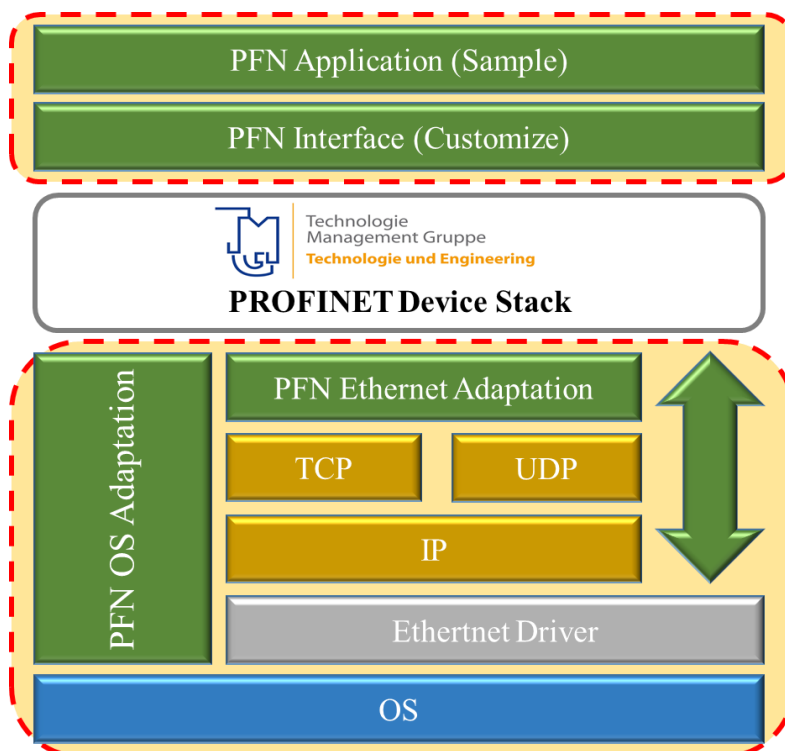 PFN Application (Sample)
PFN Interface (Customize)
Technologie
Management Gruppe
Technologie und Engineering
PROFINET Device Stack
PFN OS Adaptation
PFN Ethernet Adaptation
TCP
UDP
IP
Ethertnet Driver
OS